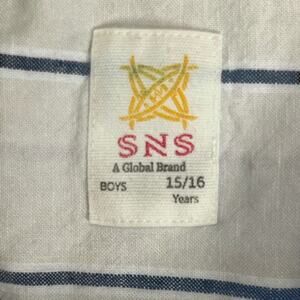 SNS
A Global Brand
BOYS 15/16
Years